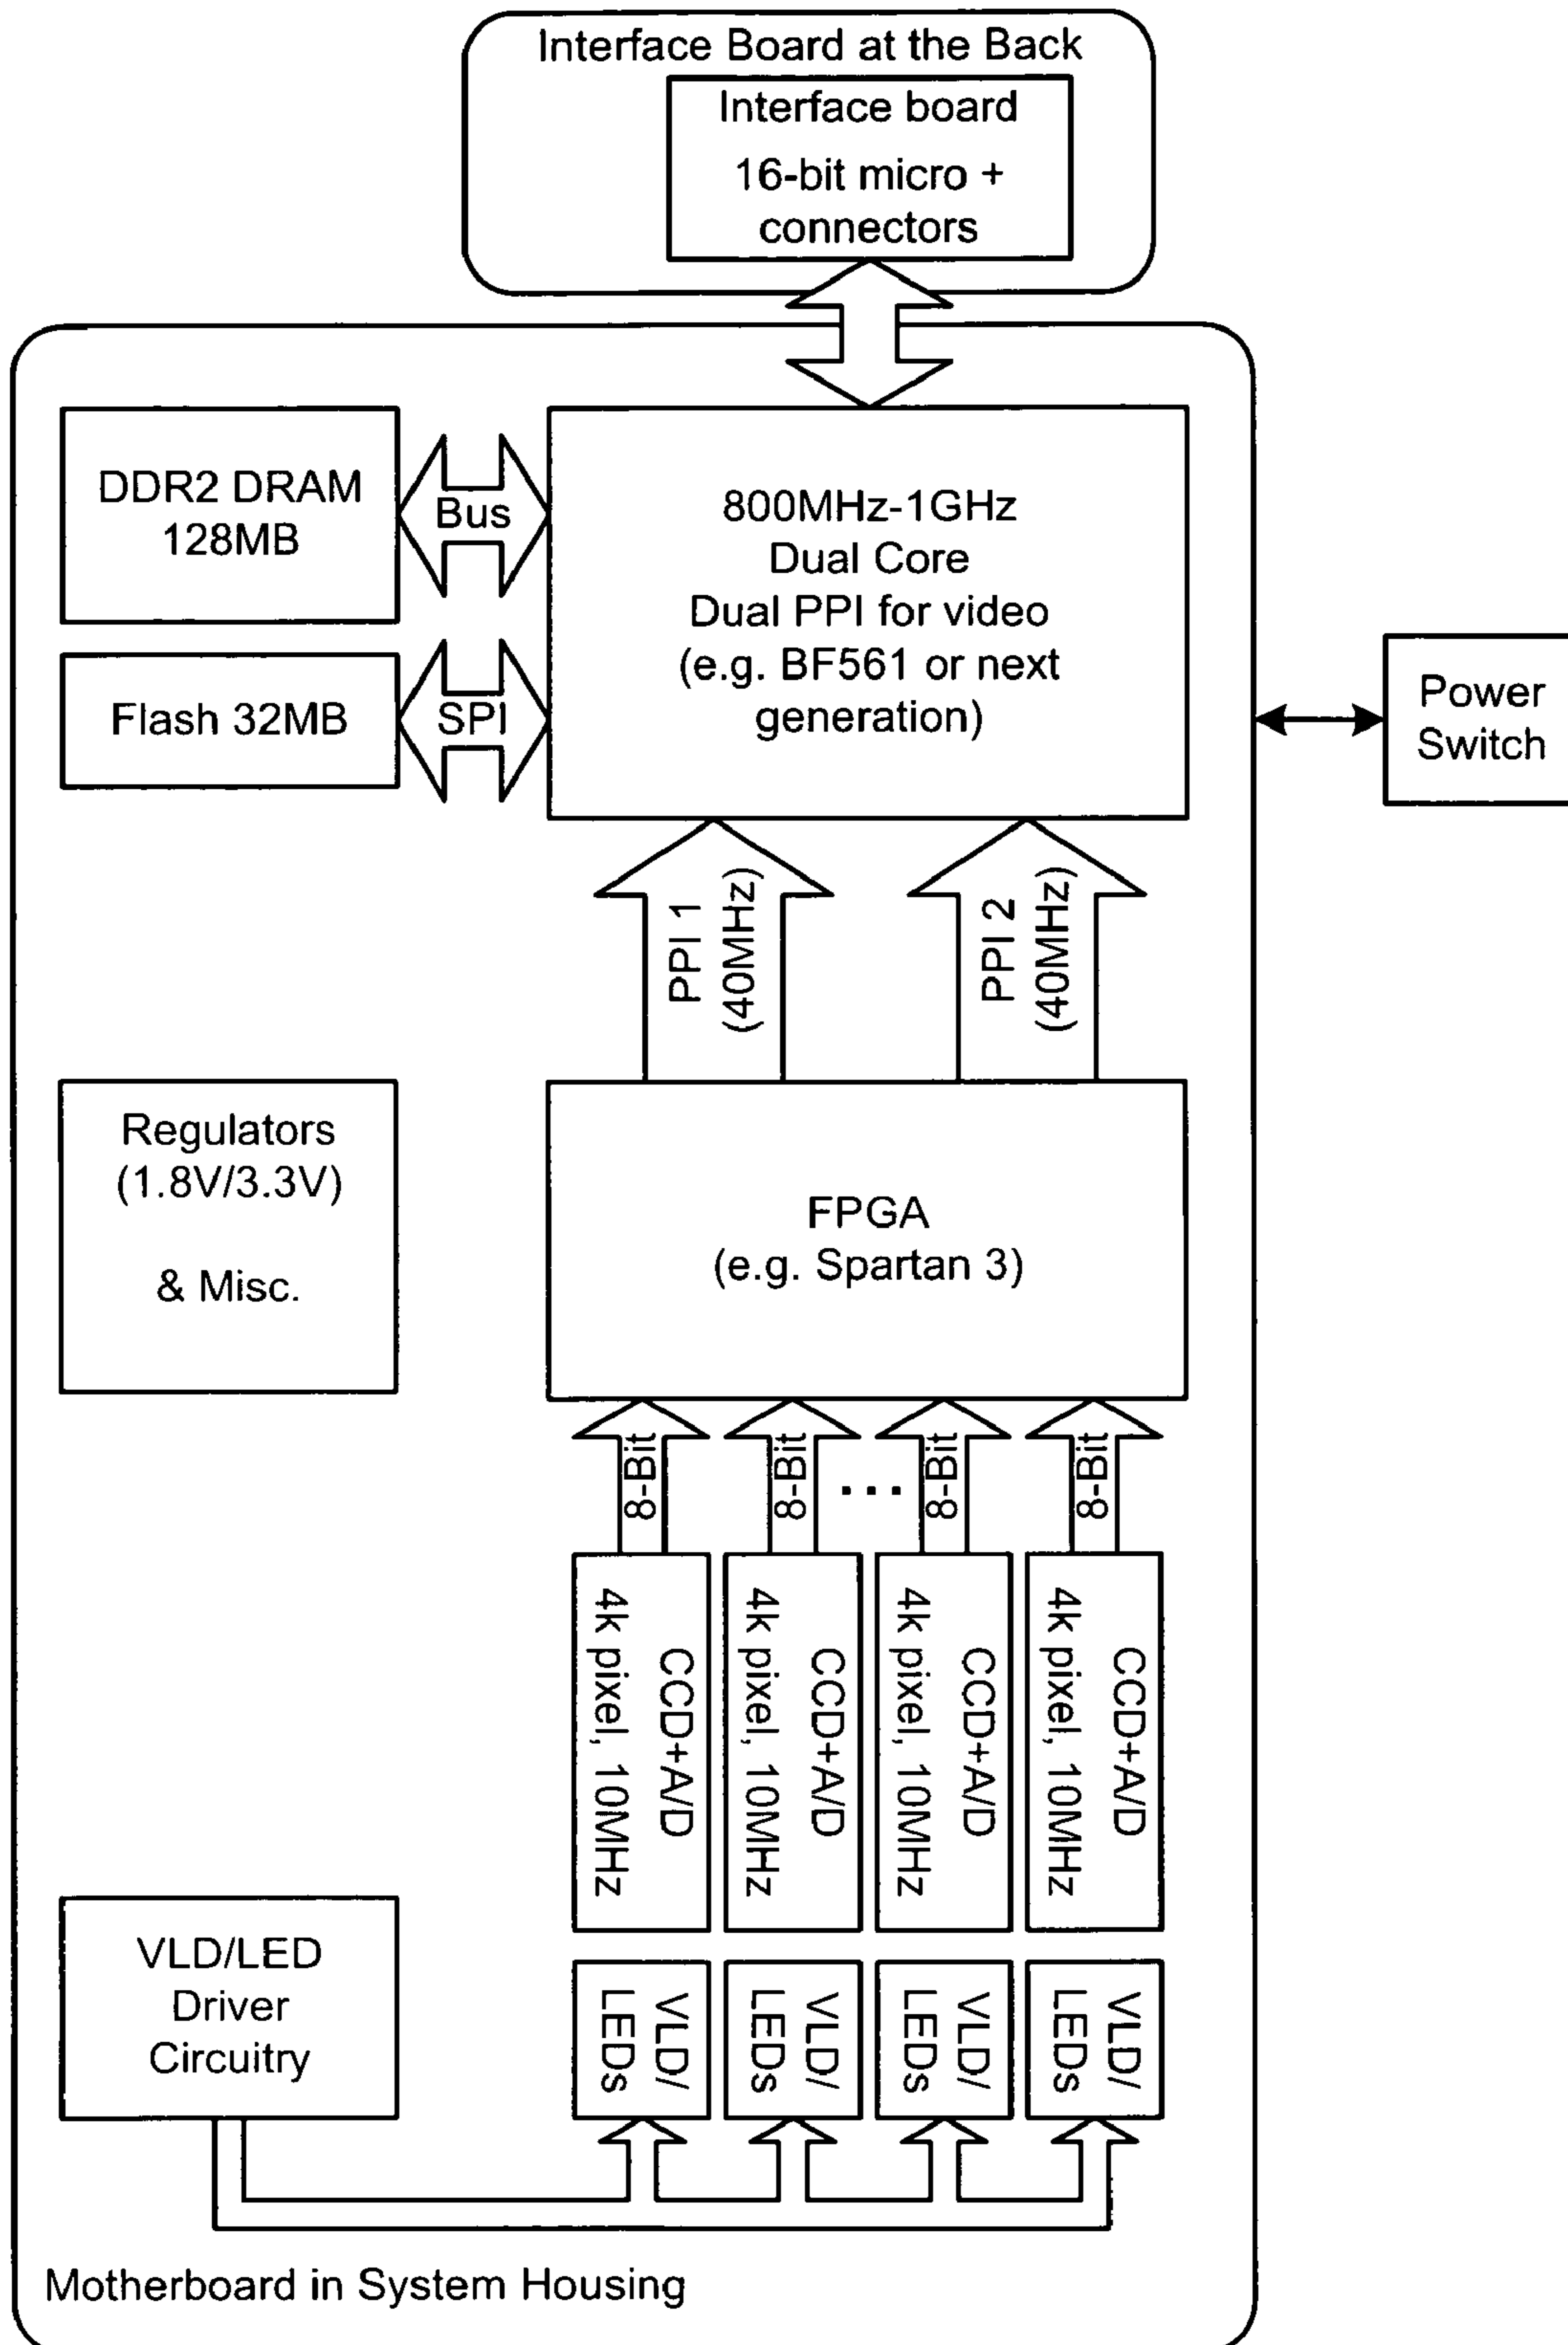 Interface Board at the Back
Interface board
16-bit micro +
connectors
DDR2 DRAM
128MB
Bus
800MHz-1GHz
Dual Core
Dual PPI for video
(e.g. BF561 or next
generation)
Flash 32MB
SPI
Power
Switch
PPI 1
(40MHz)
PPI 2
(40MHz)
Regulators
(1.8V/3.3V)
& Misc.
FPGA
(e.g. Spartan 3)
8-Bit
8-Bit
...
8-Bit
8-Bit
CCD+A/D
4k pixel, 10MHz
CCD+A/D
4k pixel, 10MHz
CCD+A/D
4k pixel, 10MHz
CCD+A/D
4k pixel, 10MHz
VLD/LED
Driver
Circuitry
VLD/
LEDs
VLD/
LEDs
VLD/
LEDs
VLD/
LEDs
Motherboard in System Housing